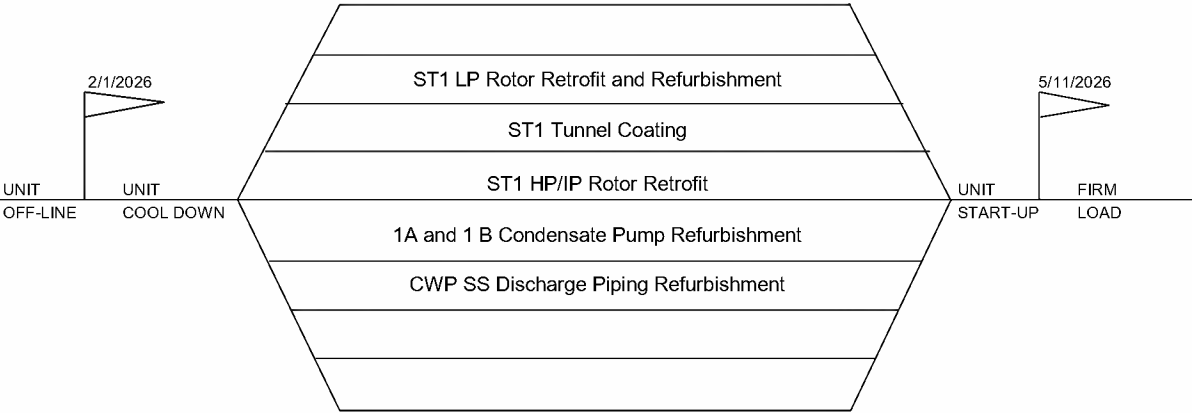 2/1/2026
5/11/2026
ST1 LP Rotor Retrofit and Refurbishment
ST1 Tunnel Coating
ST1 HP/IP Rotor Retrofit
UNIT
OFF-LINE
UNIT
COOL DOWN
UNIT
START-UP
FIRM
LOAD
1A and 1 B Condensate Pump Refurbishment
CWP SS Discharge Piping Refurbishment